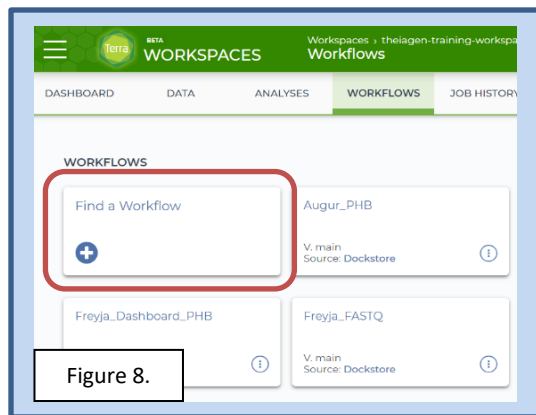 Terra
BETA
WORKSPACES
Workspaces › theiagen-training-workspa
Workflows
DASHBOARD DATA ANALYSES WORKFLOWS JOB HISTORY
WORKFLOWS
Find a Workflow
Augur_PHB
V. main
Source: Dockstore
Freyja_Dashboard_PHB
Freyja_FASTQ
V. main
Source: Dockstore
Figure 8.